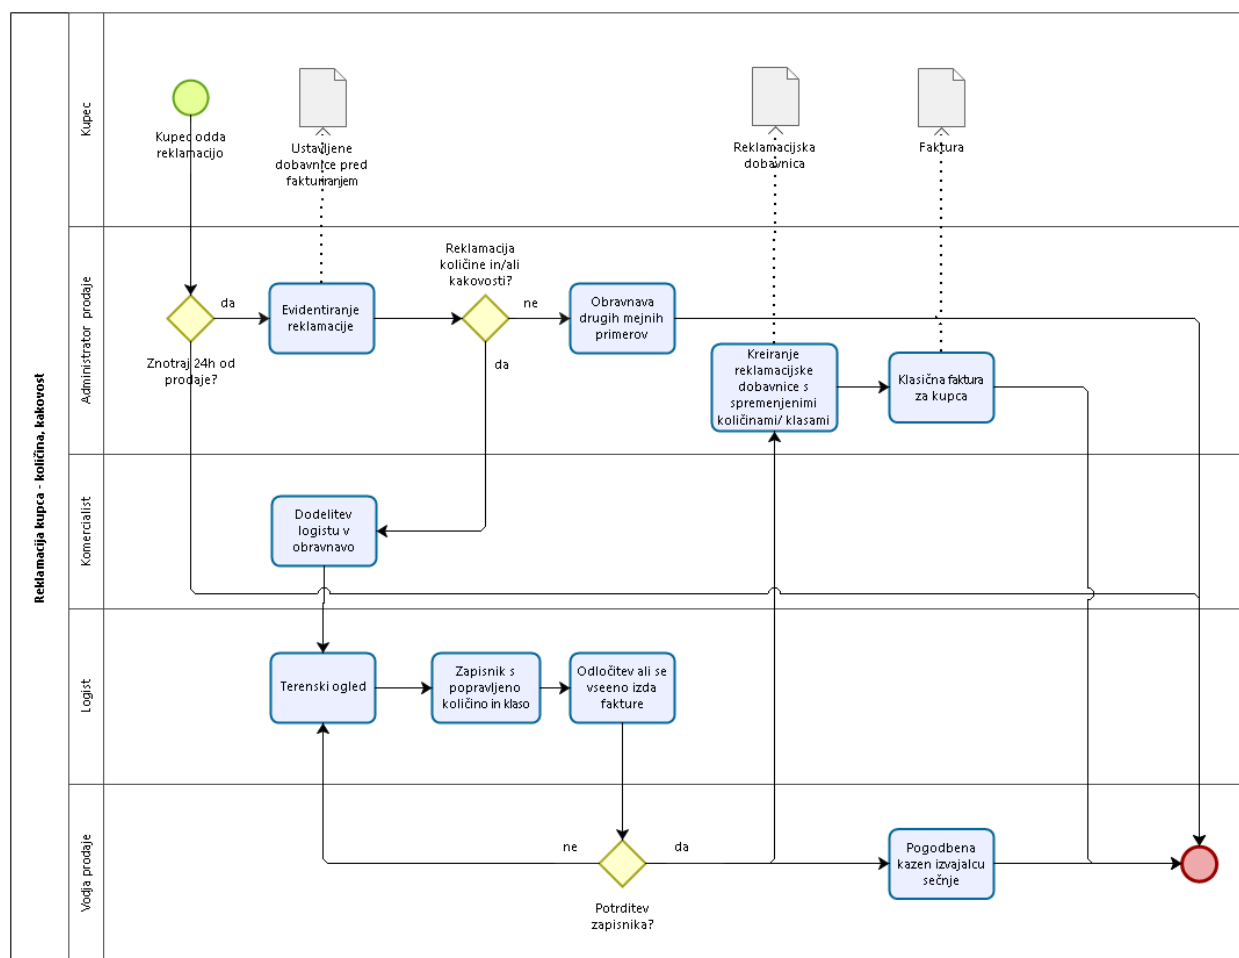 Reklamacija kupca - količina, kakovost
Kupec
Kupec odda
reklamacijo
Ustavljene
dobavnice pred
fakturiranjem
Reklamacijska
dobavnica
Faktura
Administrator prodaje
Znotraj 24h od
prodaje?
da
Evidentiranje
reklamacije
Reklamacija
količine in/ali
kakovosti?
ne
da
Obravnava
drugih mejnih
primerov
Kreiranje
reklamacijske
dobavnice s
spremenjenimi
količinami/ klasami
Klasična faktura
za kupca
Komercialist
Dodelitev
logistu v
obravnavo
Logist
Terenski ogled
Zapisnik s
popravljeno
količino in klaso
Odločitev ali se
vseeno izda
fakture
Vodja prodaje
ne
da
Potrditev
zapisnika?
Pogodbena
kazen izvajalcu
sečnje